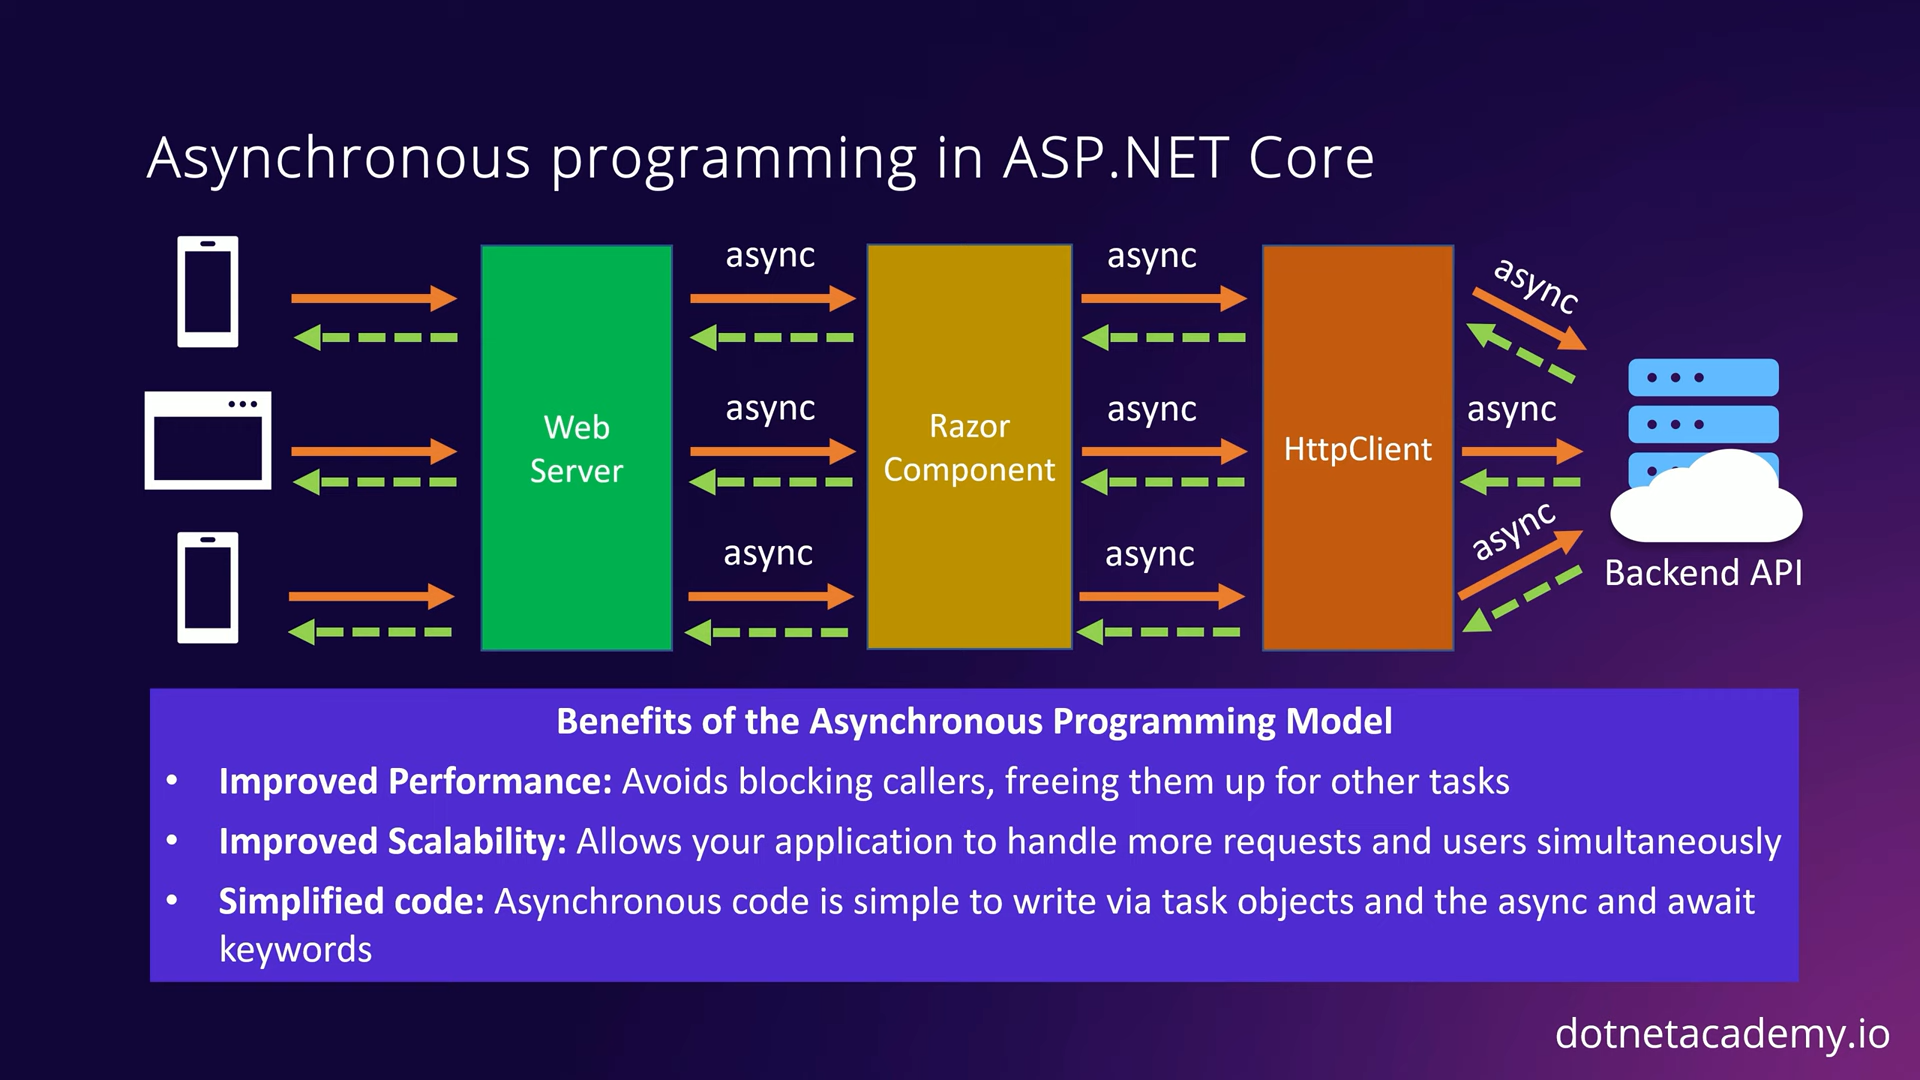 Asynchronous programming in ASP.NET Core
async
async
async
async
async
async
async
async
async
Web
Server
Razor
Component
HttpClient
Backend API
Benefits of the Asynchronous Programming Model
• Improved Performance: Avoids blocking callers, freeing them up for other tasks
• Improved Scalability: Allows your application to handle more requests and users simultaneously
• Simplified code: Asynchronous code is simple to write via task objects and the async and await
keywords
dotnetacademy.io